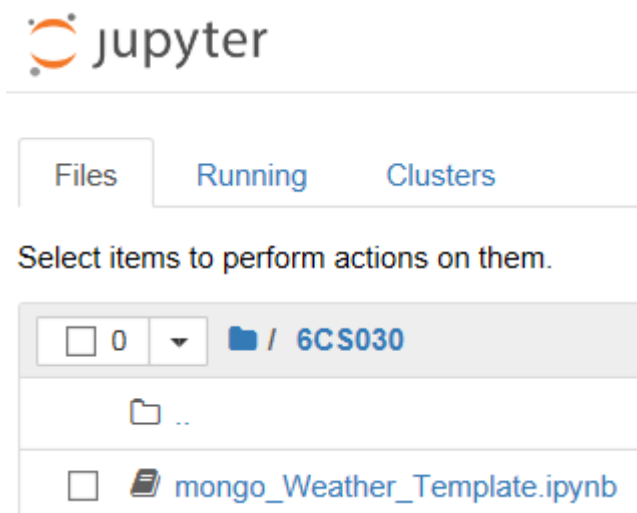 jupyter
Files Running Clusters
Select items to perform actions on them.
0 / 6CS030
..
mongo_Weather_Template.ipynb